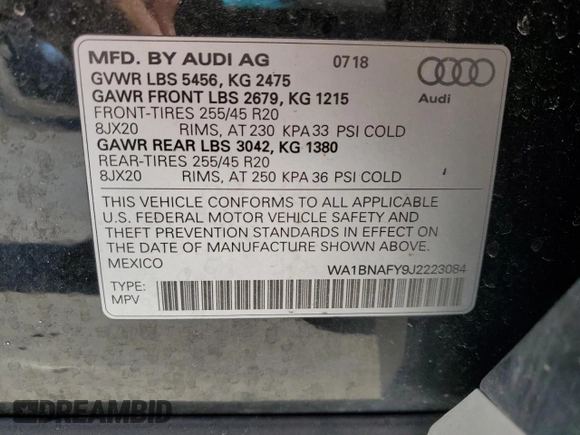 MFD. BY AUDI AG 0718
GVWR LBS 5456, KG 2475
GAWR FRONT LBS 2679, KG 1215
FRONT-TIRES 255/45 R20
8JX20 RIMS, AT 230 KPA 33 PSI COLD
GAWR REAR LBS 3042, KG 1380
REAR-TIRES 255/45 R20
8JX20 RIMS, AT 250 KPA 36 PSI COLD
Audi
THIS VEHICLE CONFORMS TO ALL APPLICABLE
U.S. FEDERAL MOTOR VEHICLE SAFETY AND
THEFT PREVENTION STANDARDS IN EFFECT ON
THE DATE OF MANUFACTURE SHOWN ABOVE.
MEXICO WA1BNAFY9J2223084
TYPE:
MPV
DREAMBID